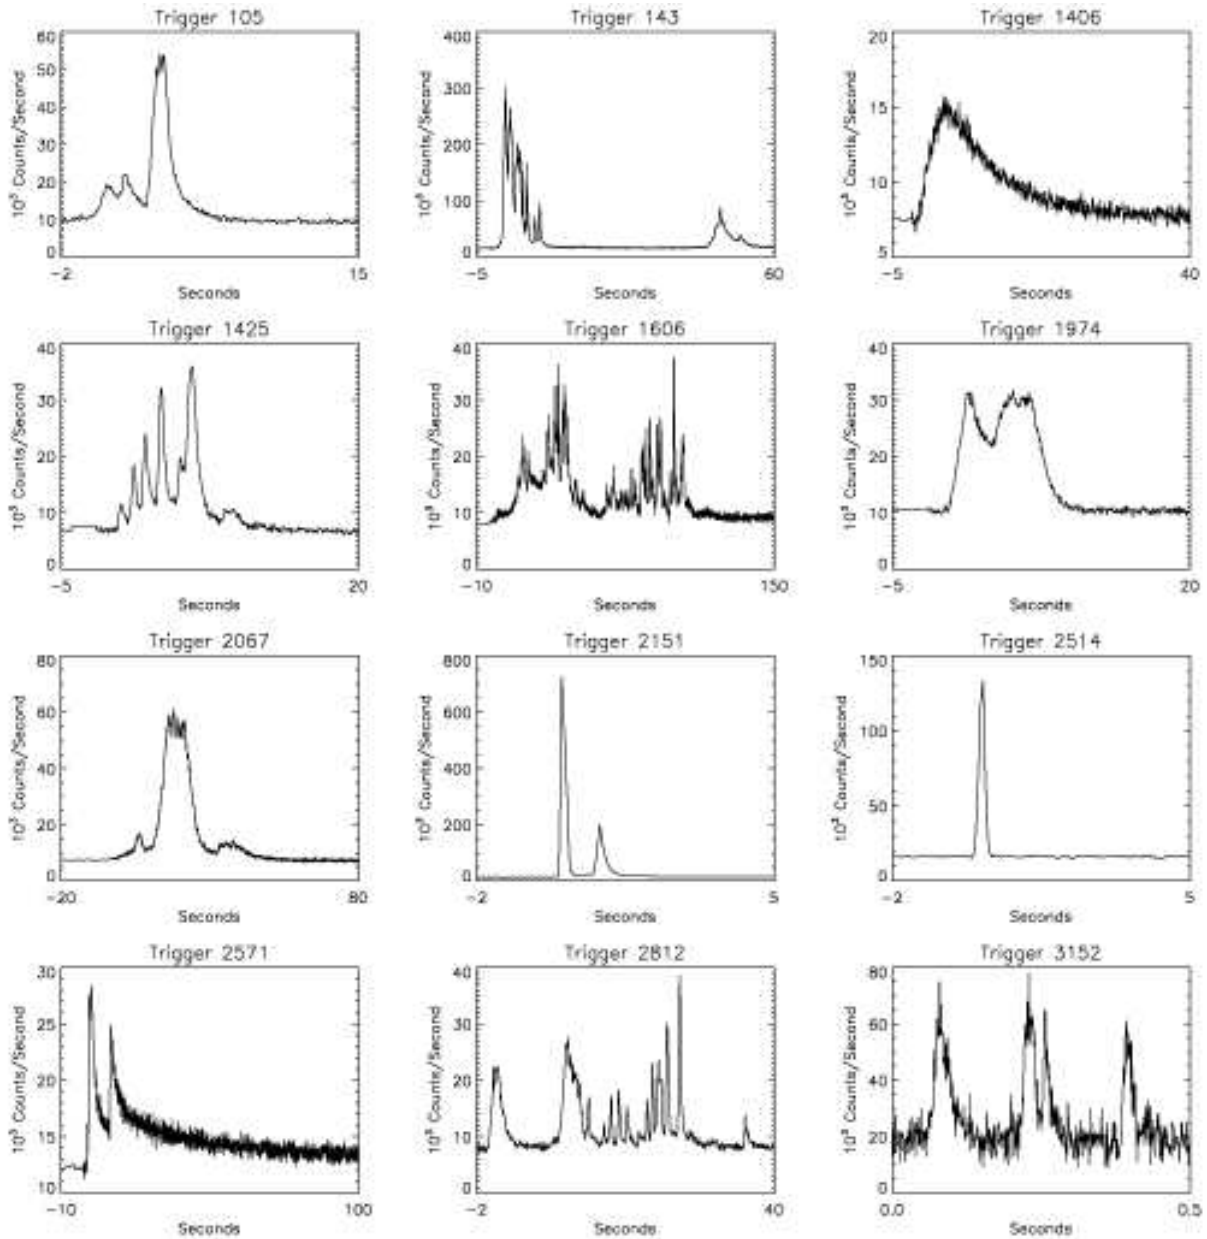 Trigger 105
10³ Counts/Second
60
50
40
30
20
10
0
-2
15
Seconds
Trigger 143
10³ Counts/Second
400
300
200
100
0
-5
60
Seconds
Trigger 1406
10³ Counts/Second
20
15
10
5
-5
40
Seconds
Trigger 1425
10³ Counts/Second
40
30
20
10
0
-5
20
Seconds
Trigger 1606
10³ Counts/Second
40
30
20
10
0
-10
150
Seconds
Trigger 1974
10³ Counts/Second
40
30
20
10
0
-5
20
Seconds
Trigger 2067
10³ Counts/Second
80
60
40
20
0
-20
80
Seconds
Trigger 2151
10³ Counts/Second
800
600
400
200
0
-2
5
Seconds
Trigger 2514
10³ Counts/Second
150
100
50
0
-2
5
Seconds
Trigger 2571
10³ Counts/Second
30
25
20
15
10
-10
100
Seconds
Trigger 2812
10³ Counts/Second
40
30
20
10
0
-2
40
Seconds
Trigger 3152
10³ Counts/Second
80
60
40
20
0
0.0
0.5
Seconds